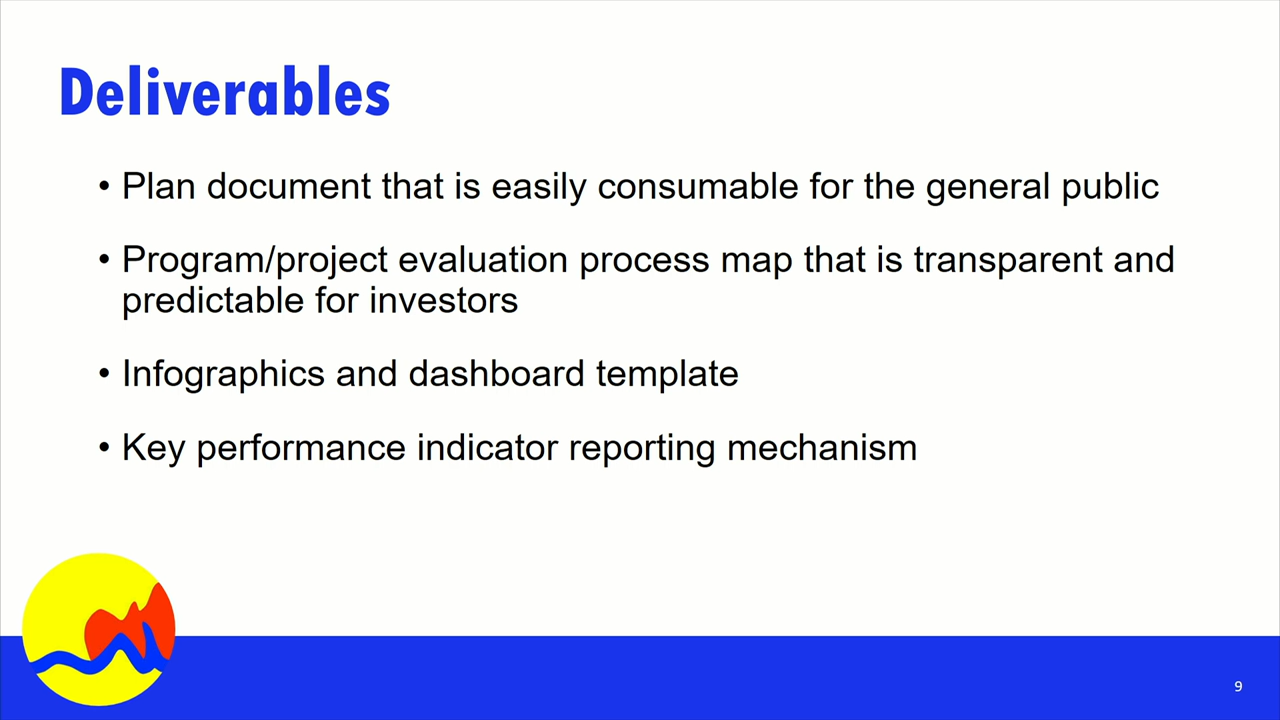 Deliverables
• Plan document that is easily consumable for the general public
• Program/project evaluation process map that is transparent and
predictable for investors
• Infographics and dashboard template
• Key performance indicator reporting mechanism
9